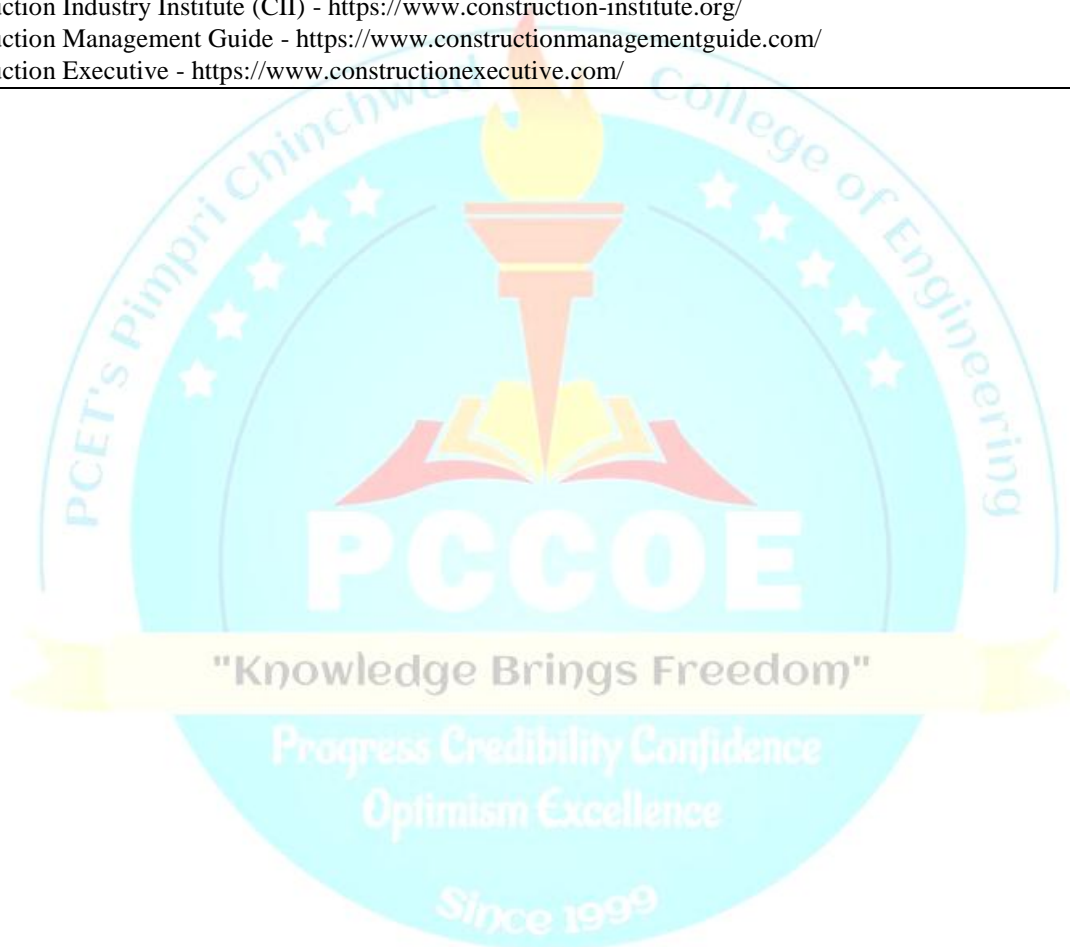 uction Industry Institute (CII) - https://www.construction-institute.org/
uction Management Guide - https://www.constructionmanagementguide.com/
uction Executive - https://www.constructionexecutive.com/
PCET's Pimpri Chinchwad College of Engineering
PCCOE
"Knowledge Brings Freedom"
Progress Credibility Confidence
Optimism Excellence
Since 1999